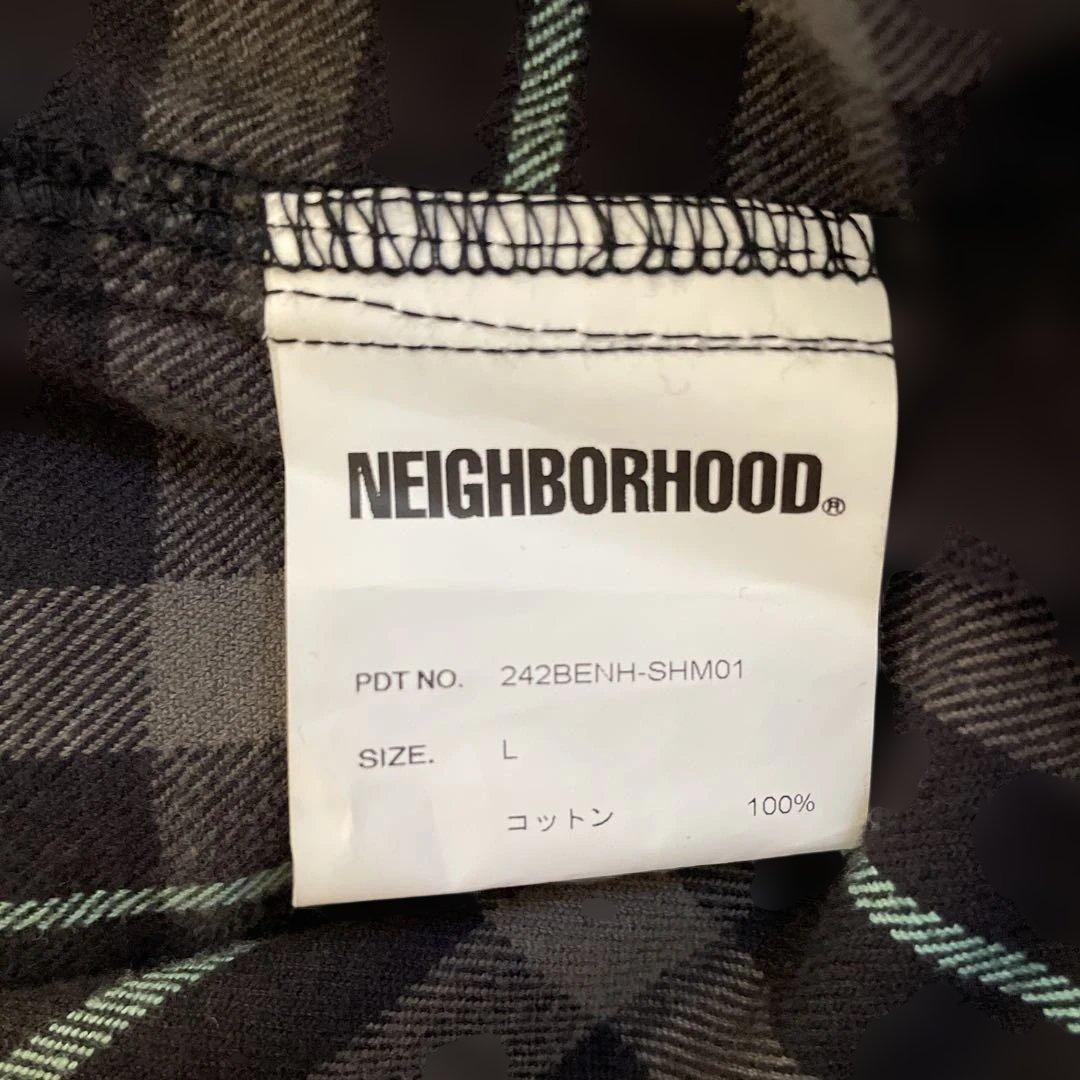 NEIGHBORHOOD®
PDT NO. 242BENH-SHM01
SIZE. L
コットン 100%